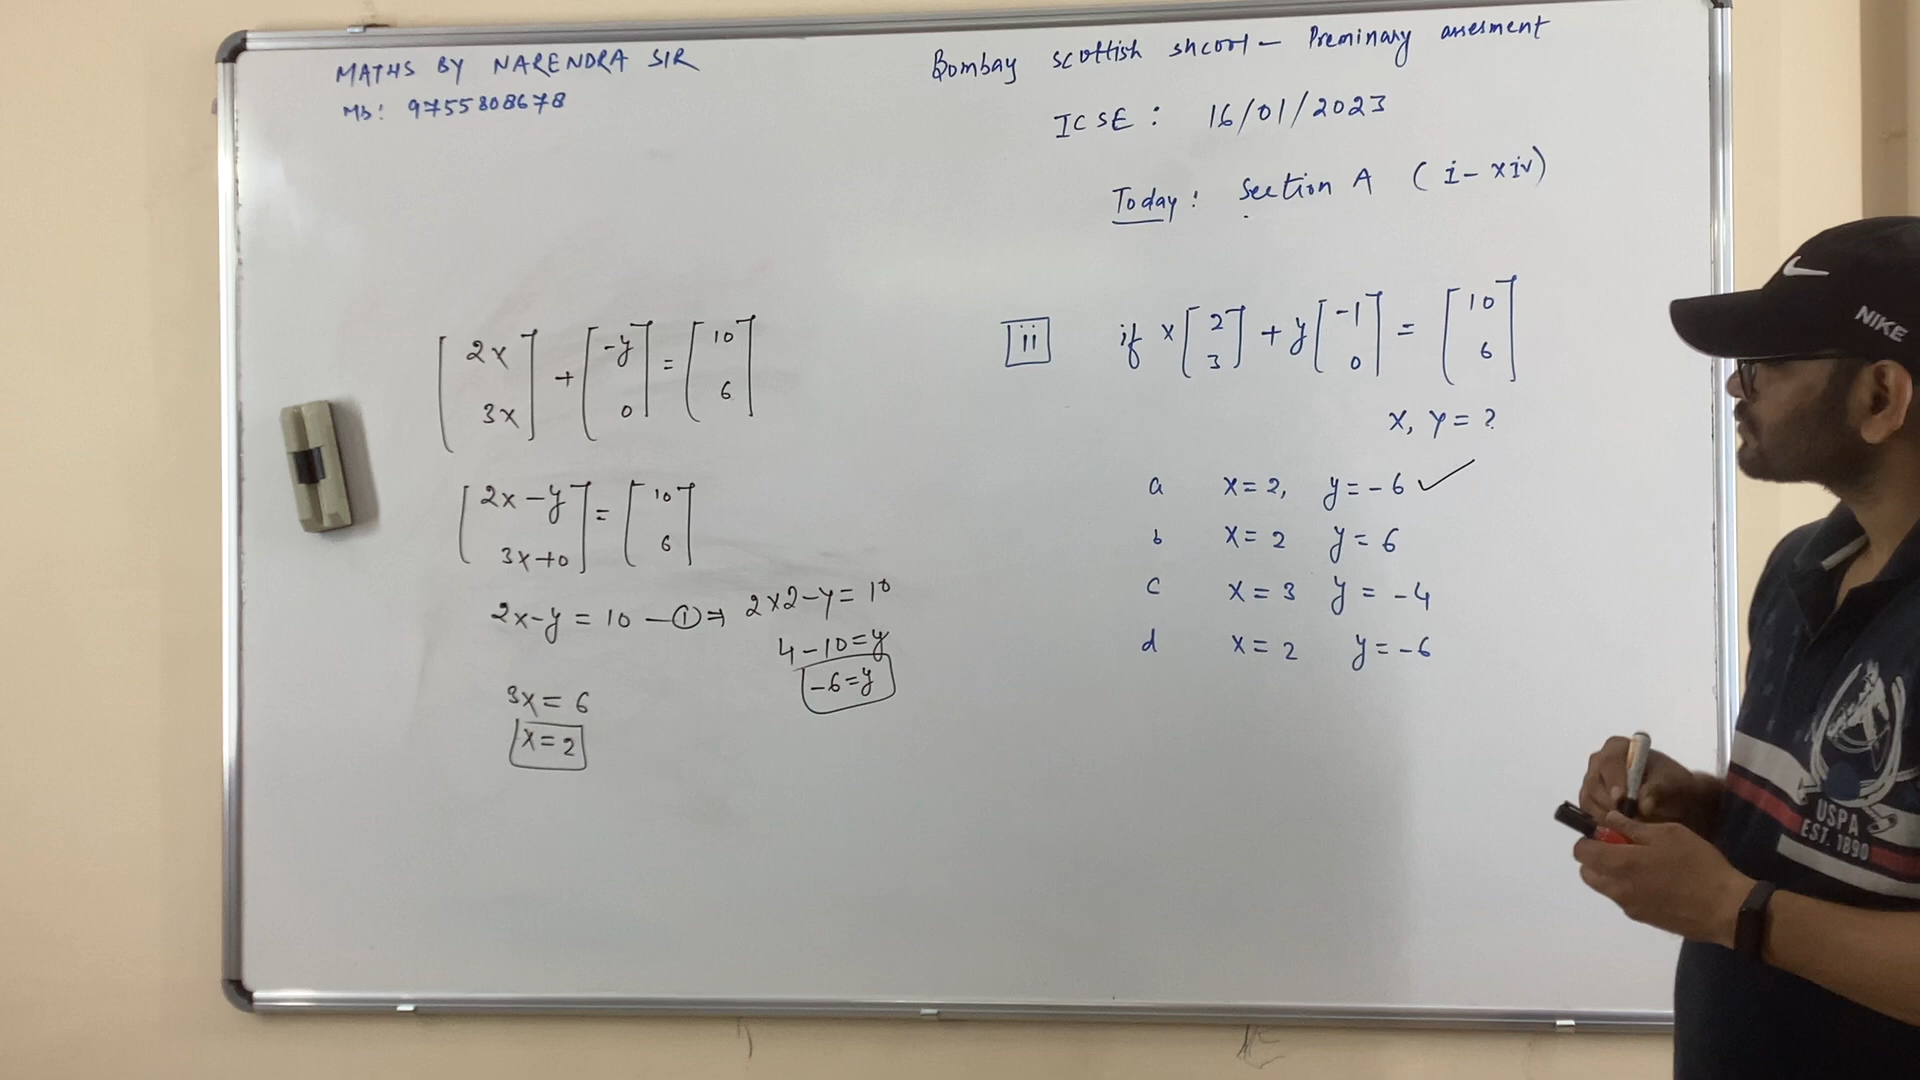 MATHS BY NARENDRA SIR
Mb: 9755808678
Bombay scottish shcool - Preminary assesment
ICSE: 16/01/2023
Today: Section A (i - xiv)
ii if x [2 3] + y [-1 0] = [10 6]
x, y = ?
a x = 2, y = -6 ✓
b x = 2 y = 6
c x = 3 y = -4
d x = 2 y = -6
[2x 3x] + [-y 0] = [10 6]
[2x - y 3x + 0] = [10 6]
2x - y = 10 — ① ⇒ 2x2 - y = 10
4 - 10 = y
-6 = y
3x = 6
x = 2
NIKE
USPA
EST. 1890